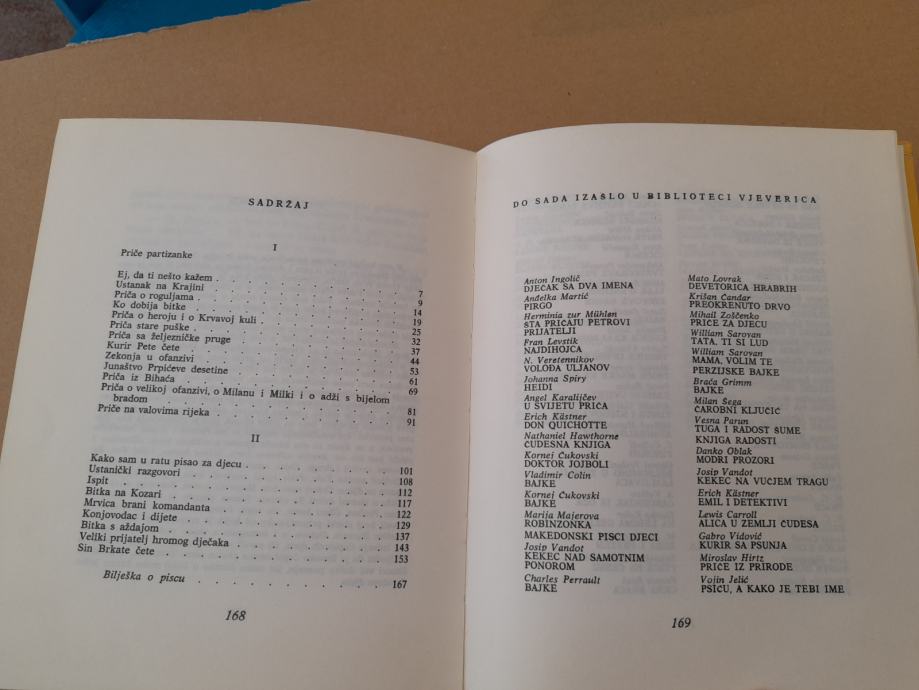 SADRŽAJ
I
Priče partizanke
Ej, da ti nešto kažem . . . . . . . . . . 7
Ustanak na Krajini . . . . . . . . . . 9
Priča o roguljama . . . . . . . . . . 14
Ko dobija bitke . . . . . . . . . . 19
Priča o heroju i o Krvavoj kuli . . . . . . . . 25
Priča stare puške . . . . . . . . . . 32
Priča sa željezničke pruge . . . . . . . . 37
Kurir Pete čete . . . . . . . . . . 44
Zekonja u ofanzivi . . . . . . . . . . 53
Junaštvo Prpićeve desetine . . . . . . . . 61
Priča iz Bihaća . . . . . . . . . . 69
Priča o velikoj ofanzivi, o Milanu i Milki i o adži s bijelom
bradom . . . . . . . . . . 81
Priče na valovima rijeka . . . . . . . . 91
II
Kako sam u ratu pisao za djecu . . . . . . . 101
Ustanički razgovori . . . . . . . . . . 108
Ispit . . . . . . . . . . 112
Bitka na Kozari . . . . . . . . . . 117
Mrvica brani komandanta . . . . . . . . 122
Konjovodac i dijete . . . . . . . . . . 129
Bitka s aždajom . . . . . . . . . . 137
Veliki prijatelj hromog dječaka . . . . . . . 143
Sin Brkate čete . . . . . . . . . . 153
Bilješka o piscu . . . . . . . . . . 167
168
DO SADA IZAŠLO U BIBLIOTECI VJEVERICA
Anton Ingolič
DJEČAK SA DVA IMENA
Anđelka Martić
PIRGO
Herminia zur Mühlen
ŠTA PRIČAJU PETROVI
PRIJATELJI
Fran Levstik
NAJDIHOJCA
N. Veretennikov
VOLOĐA ULJANOV
Johanna Spiry
HEIDI
Angel Karalijčev
U SVIJETU PRIČA
Erich Kästner
DON QUICHOTTE
Nathaniel Hawthorne
ČUDESNA KNJIGA
Kornej Čukovski
DOKTOR JOJBOLI
Vladimir Colin
BAJKE
Kornej Čukovski
BAJKE
Marija Majerova
ROBINZONKA
MAKEDONSKI PISCI DJECI
Josip Vandot
KEKEC NAD SAMOTNIM
PONOROM
Charles Perrault
BAJKE
Mato Lovrak
DEVETORICA HRABRIH
Krišan Čandar
PREOKRENUTO DRVO
Mihail Zoščenko
PRIČE ZA DJECU
William Saroyan
TATA, TI SI LUD
William Saroyan
MAMA, VOLIM TE
PERZIJSKE BAJKE
Braća Grimm
BAJKE
Milan Šega
ČAROBNI KLJUČIĆ
Vesna Parun
TUGA I RADOST ŠUME
KNJIGA RADOSTI
Danko Oblak
MODRI PROZORI
Josip Vandot
KEKEC NA VUČJEM TRAGU
Erich Kästner
EMIL I DETEKTIVI
Lewis Carroll
ALICA U ZEMLJI ČUDESA
Gabro Vidović
KURIR SA PSUNJA
Miroslav Hirtz
PRIČE IZ PRIRODE
Vojin Jelić
PSIĆU, A KAKO JE TEBI IME
169